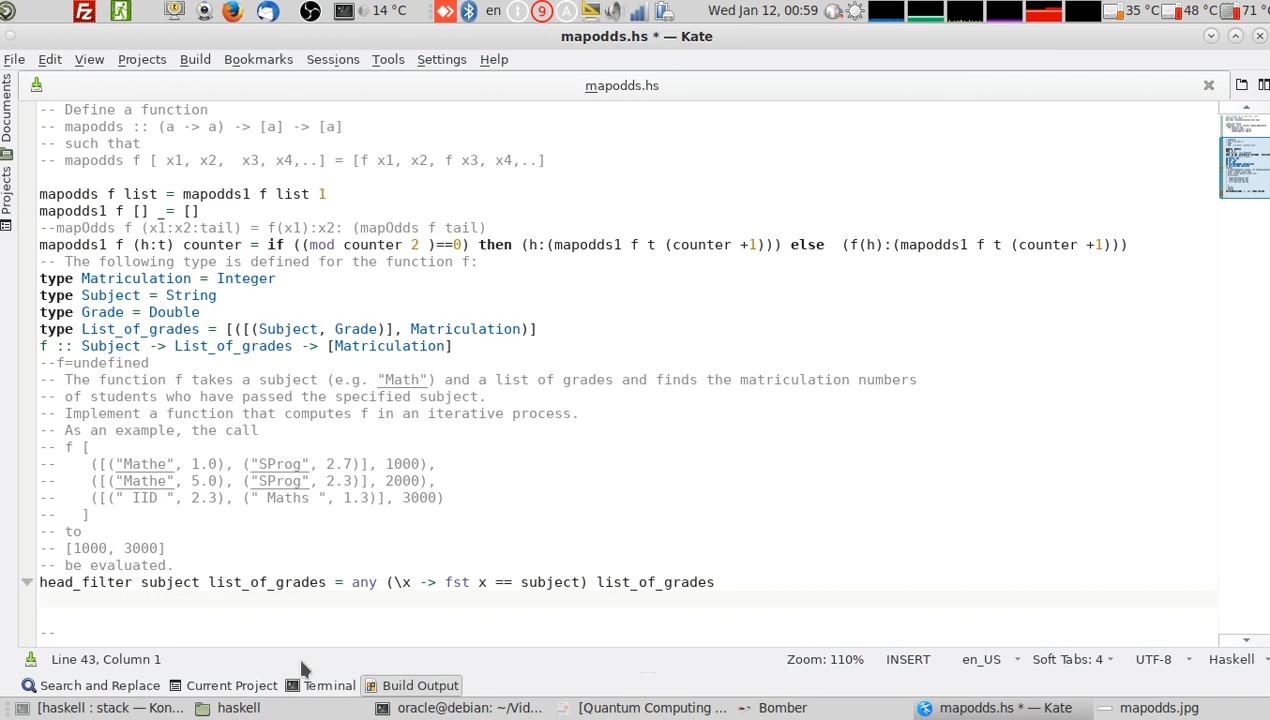 14 °C en 9 Wed Jan 12, 00:59 35 °C 48 °C 71 °
mapodds.hs * — Kate
File Edit View Projects Build Bookmarks Sessions Tools Settings Help
mapodds.hs
Documents
Projects
-- Define a function
-- mapodds :: (a -> a) -> [a] -> [a]
-- such that
-- mapodds f [ x1, x2,  x3, x4,..] = [f x1, x2, f x3, x4,..]
mapodds f list = mapodds1 f list 1
mapodds1 f [] _= []
--mapOdds f (x1:x2:tail) = f(x1):x2: (mapOdds f tail)
mapodds1 f (h:t) counter = if ((mod counter 2 )==0) then (h:(mapodds1 f t (counter +1))) else  (f(h):(mapodds1 f t (counter +1)))
-- The following type is defined for the function f:
type Matriculation = Integer
type Subject = String
type Grade = Double
type List_of_grades = [([(Subject, Grade)], Matriculation)]
f :: Subject -> List_of_grades -> [Matriculation]
--f=undefined
-- The function f takes a subject (e.g. "Math") and a list of grades and finds the matriculation numbers
-- of students who have passed the specified subject.
-- Implement a function that computes f in an iterative process.
-- As an example, the call
-- f [
--    ([("Mathe", 1.0), ("SProg", 2.7)], 1000),
--    ([("Mathe", 5.0), ("SProg", 2.3)], 2000),
--    ([(" IID ", 2.3), (" Maths ", 1.3)], 3000)
--   ]
-- to
-- [1000, 3000]
-- be evaluated.
head_filter subject list_of_grades = any (\x -> fst x == subject) list_of_grades
--
Line 43, Column 1 Zoom: 110% INSERT en_US Soft Tabs: 4 UTF-8 Haskell
Search and Replace Current Project Terminal Build Output
[haskell : stack — Kon... haskell oracle@debian: ~/Vid... [Quantum Computing ... Bomber mapodds.hs * — Kate mapodds.jpg